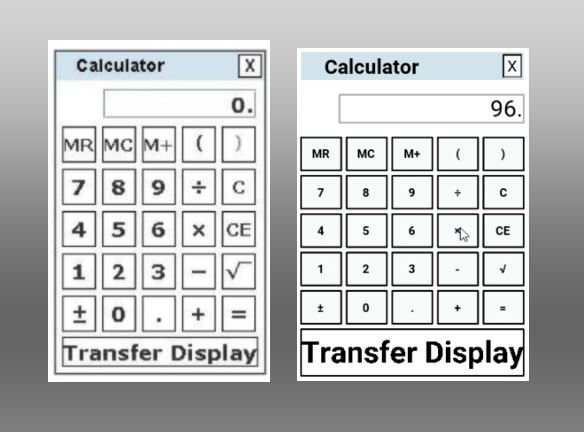 Calculator X
0.
MR MC M+ ( )
7 8 9 ÷ C
4 5 6 × CE
1 2 3 − √
± 0 . + =
Transfer Display
Calculator X
96.
MR MC M+ ( )
7 8 9 ÷ C
4 5 6 × CE
1 2 3 - √
± 0 . + =
Transfer Display